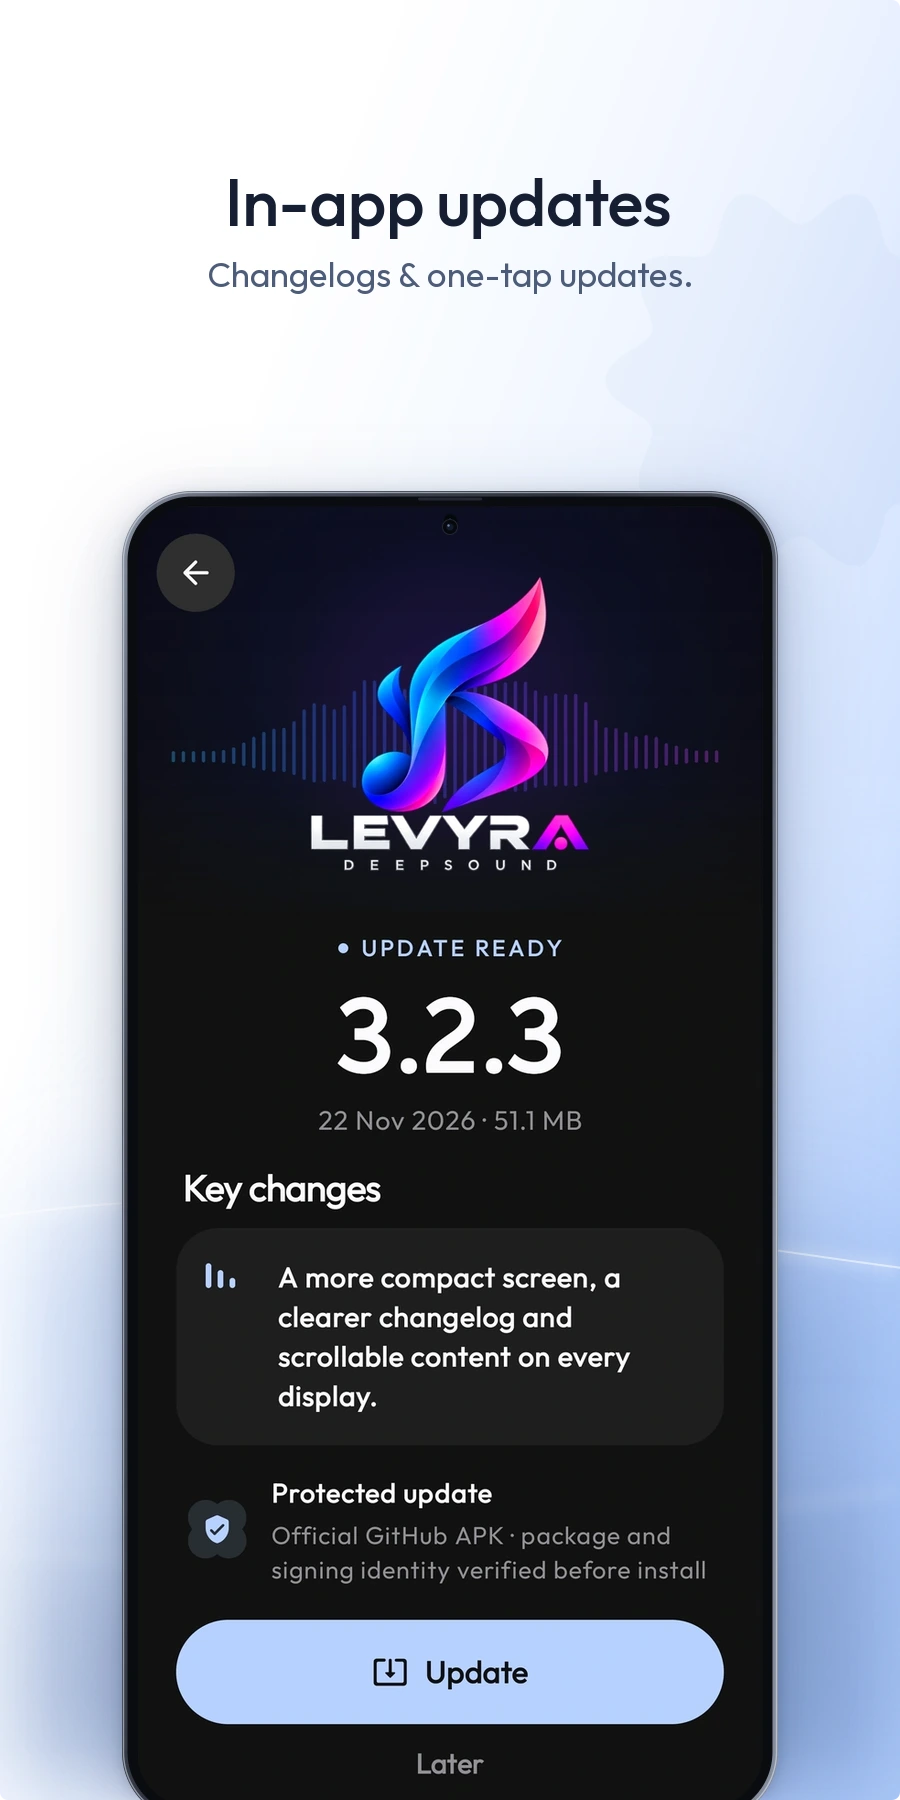 In-app updates
Changelogs & one-tap updates.
LEVYRA
DEEPSOUND
UPDATE READY
3.2.3
22 Nov 2026 · 51.1 MB
Key changes
A more compact screen, a
clearer changelog and
scrollable content on every
display.
Protected update
Official GitHub APK · package and
signing identity verified before install
Update
Later